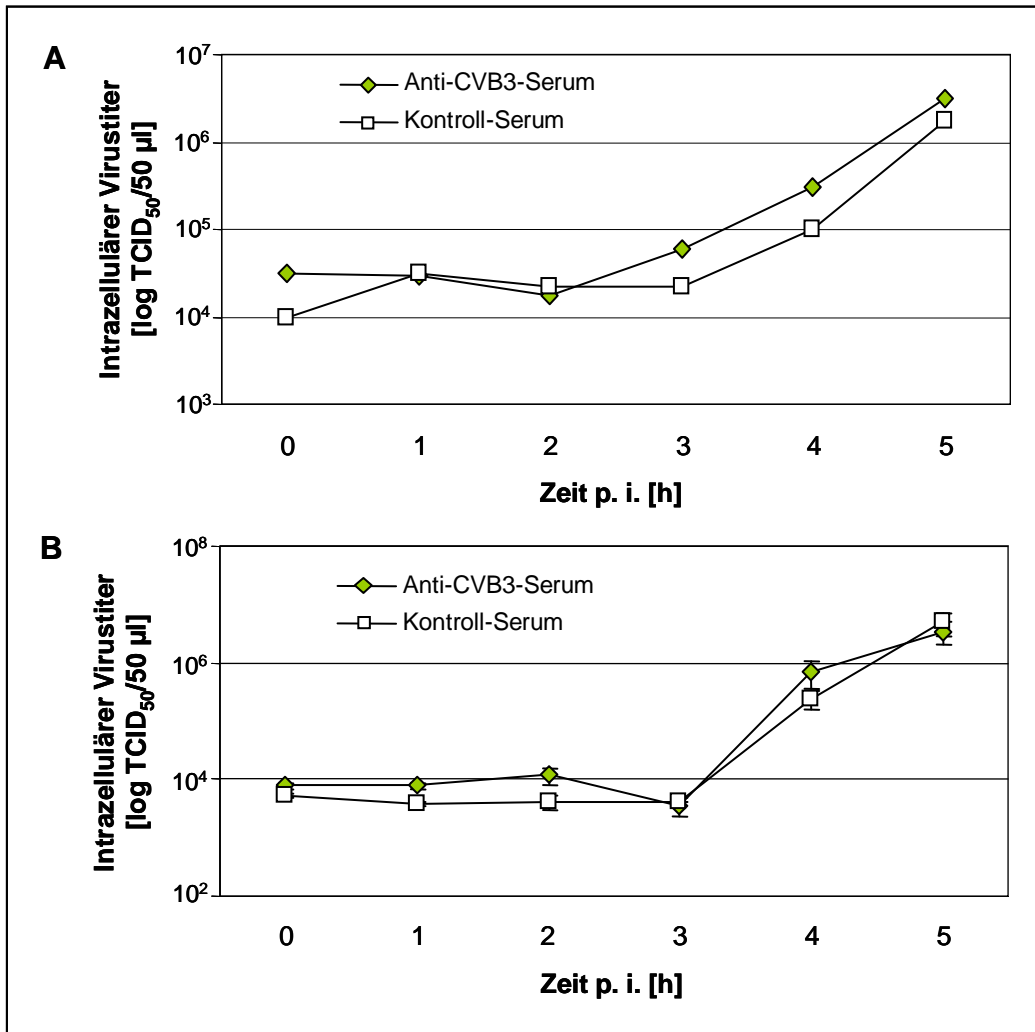 A
Intrazellulärer Virustiter
[log TCID50/50 µl]
10^7
10^6
10^5
10^4
10^3
Anti-CVB3-Serum
Kontroll-Serum
0 1 2 3 4 5
Zeit p. i. [h]
B
Intrazellulärer Virustiter
[log TCID50/50 µl]
10^8
10^6
10^4
10^2
Anti-CVB3-Serum
Kontroll-Serum
0 1 2 3 4 5
Zeit p. i. [h]